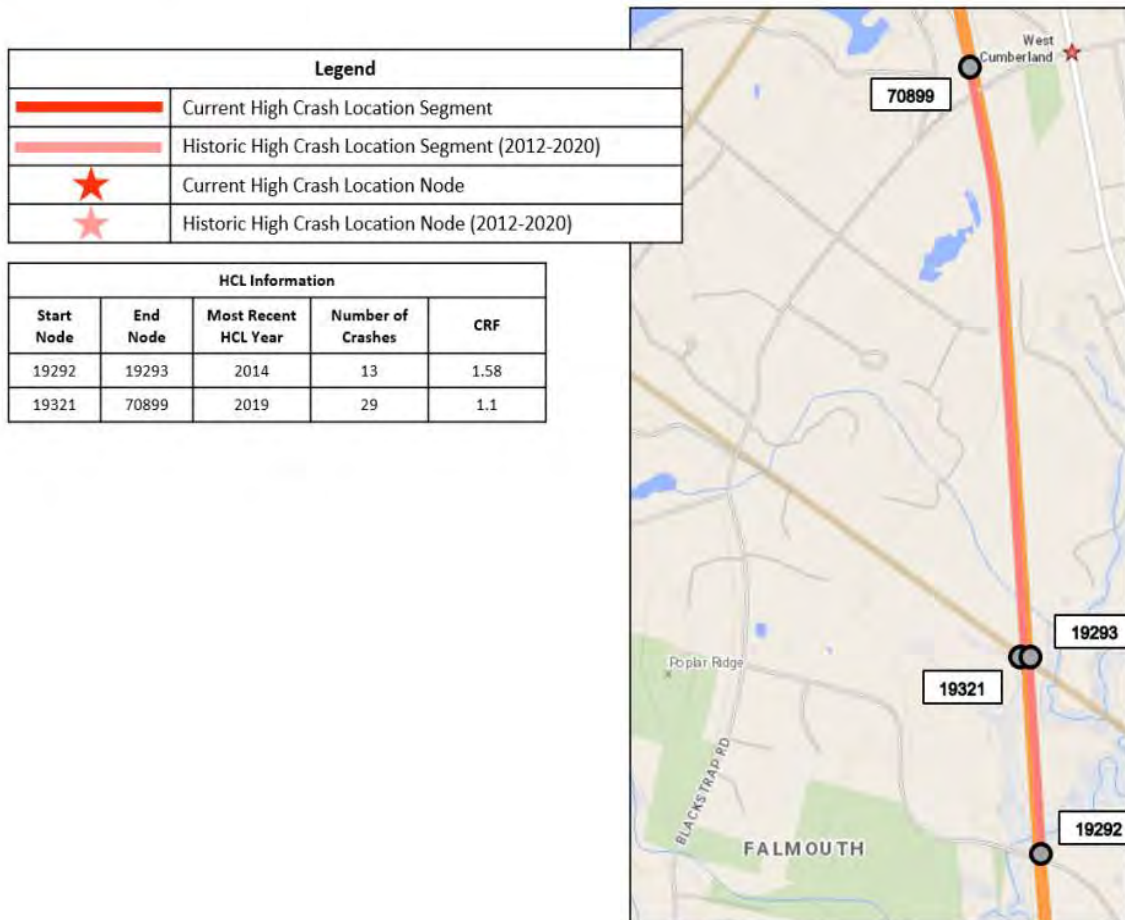 Legend
Current High Crash Location Segment
Historic High Crash Location Segment (2012-2020)
Current High Crash Location Node
Historic High Crash Location Node (2012-2020)
HCL Information
Start Node End Node Most Recent HCL Year Number of Crashes CRF
19292 19293 2014 13 1.58
19321 70899 2019 29 1.1
West
Cumberland
70899
19293
Poplar Ridge
19321
BLACKSTRAP RD
19292
FALMOUTH